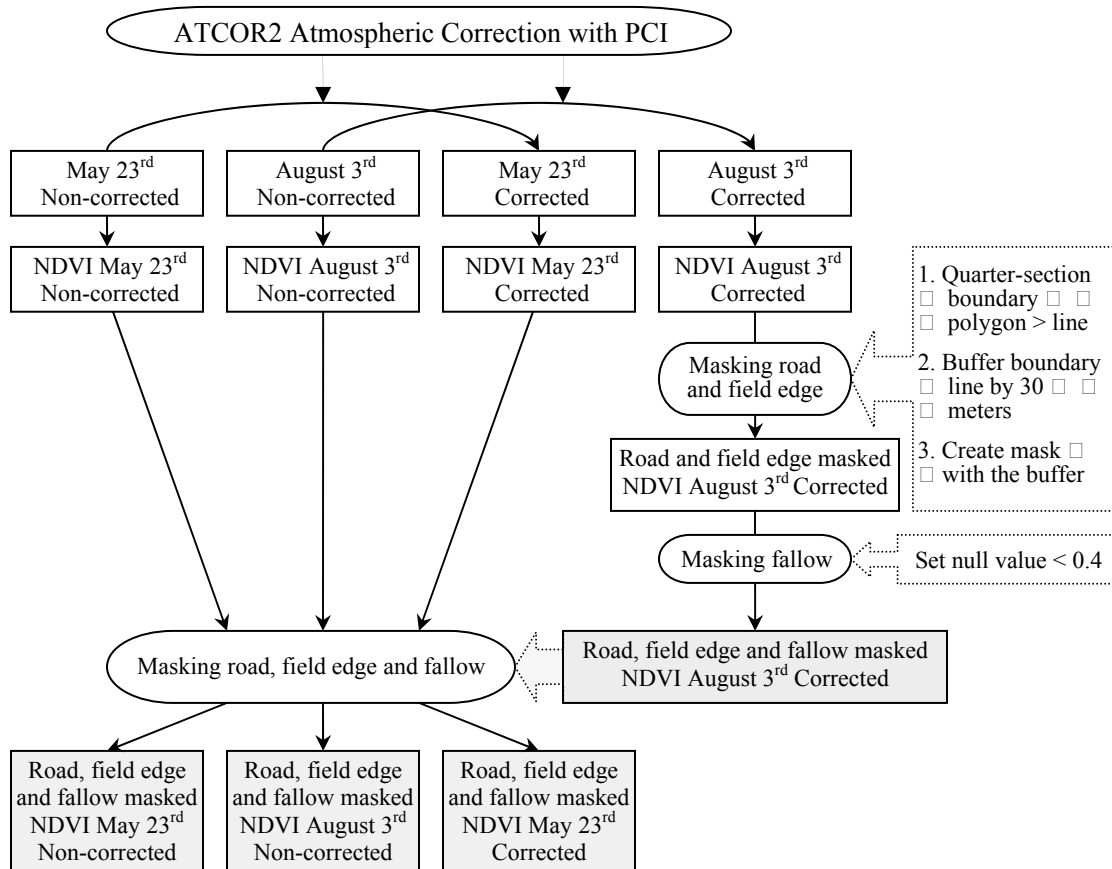 ATCOR2 Atmospheric Correction with PCI
May 23rd
Non-corrected
August 3rd
Non-corrected
May 23rd
Corrected
August 3rd
Corrected
NDVI May 23rd
Non-corrected
NDVI August 3rd
Non-corrected
NDVI May 23rd
Corrected
NDVI August 3rd
Corrected
1. Quarter-section
□ boundary □ □
□ polygon > line
2. Buffer boundary
□ line by 30 □ □
□ meters
3. Create mask □
□ with the buffer
Masking road
and field edge
Road and field edge masked
NDVI August 3rd Corrected
Masking fallow
Set null value < 0.4
Road, field edge and fallow masked
NDVI August 3rd Corrected
Masking road, field edge and fallow
Road, field edge
and fallow masked
NDVI May 23rd
Non-corrected
Road, field edge
and fallow masked
NDVI August 3rd
Non-corrected
Road, field edge
and fallow masked
NDVI May 23rd
Corrected